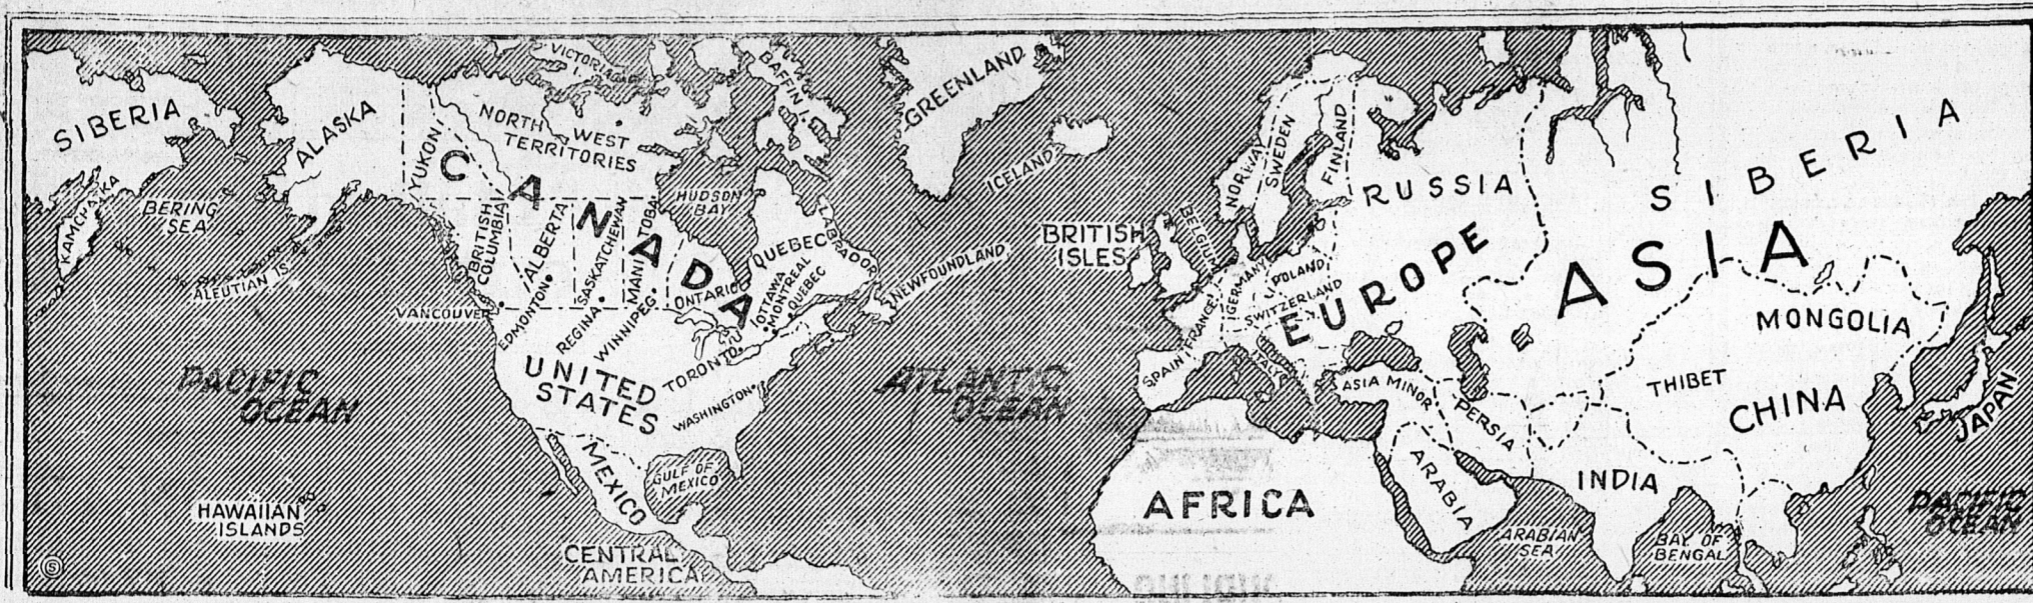 SIBERIA
KAMCHAKA
BERING
SEA
ALEUTIAN IS.
ALASKA
YUKON
VICTORIA
I.
BAFFIN I.
NORTH WEST
TERRITORIES
CANADA
BRITISH
COLUMBIA
ALBERTA
SASKATCHEWAN
MANITOBA
HUDSON
BAY
ONTARIO
QUEBEC
LABRADOR
NEWFOUNDLAND
OTTAWA
MONTREAL
QUEBEC
VANCOUVER
EDMONTON
REGINA
WINNIPEG
TORONTO
UNITED
STATES
WASHINGTON
MEXICO
GULF OF
MEXICO
CENTRAL
AMERICA
PACIFIC
OCEAN
HAWAIIAN
ISLANDS
S
GREENLAND
ICELAND
ATLANTIC
OCEAN
BRITISH
ISLES
BELGIUM
NORWAY
SWEDEN
FINLAND
RUSSIA
GERMANY
POLAND
SWITZERLAND
FRANCE
SPAIN
ITALY
EUROPE
ASIA MINOR
PERSIA
ARABIA
AFRICA
SIBERIA
ASIA
MONGOLIA
THIBET
CHINA
INDIA
JAPAN
ARABIAN
SEA
BAY OF
BENGAL
PACIFIC
OCEAN